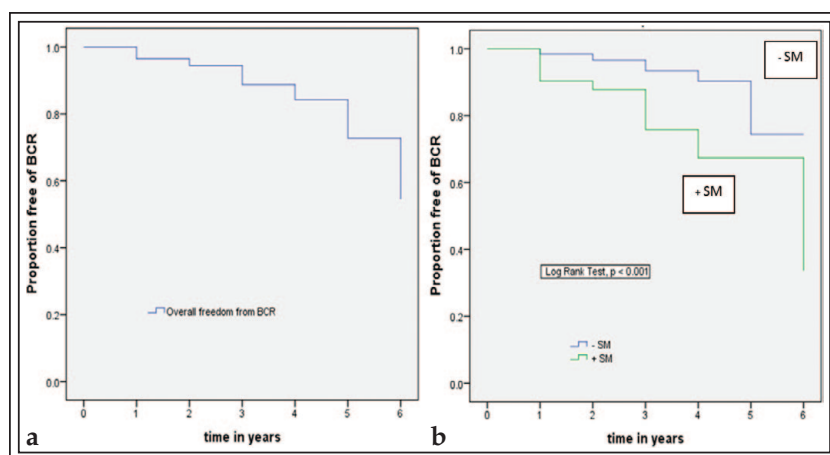 Proportion free of BCR
1.0
0.8
0.6
0.4
0.2
0.0
Overall freedom from BCR
0 1 2 3 4 5 6
time in years
a
Proportion free of BCR
1.0
0.8
0.6
0.4
0.2
0.0
- SM
+ SM
Log Rank Test, p < 0.001
- SM
+ SM
0 1 2 3 4 5 6
time in years
b